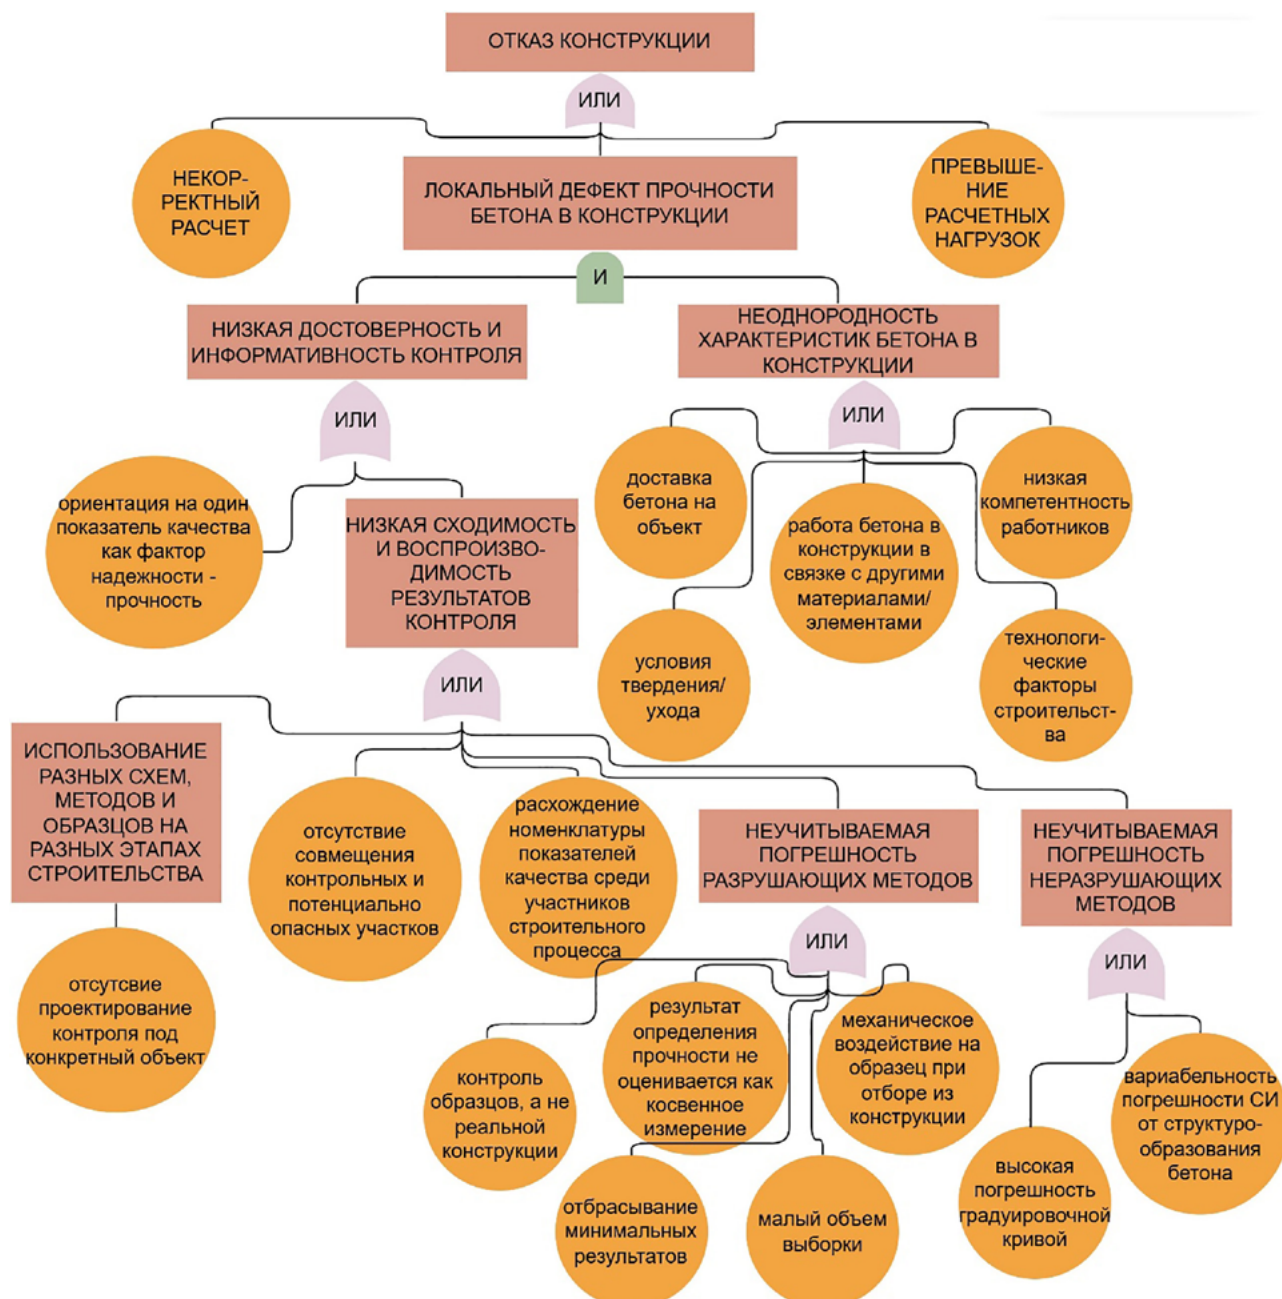 ОТКАЗ КОНСТРУКЦИИ
ИЛИ
НЕКОР-
РЕКТНЫЙ
РАСЧЕТ
ЛОКАЛЬНЫЙ ДЕФЕКТ ПРОЧНОСТИ
БЕТОНА В КОНСТРУКЦИИ
ПРЕВЫШЕ-
НИЕ
РАСЧЕТНЫХ
НАГРУЗОК
И
НИЗКАЯ ДОСТОВЕРНОСТЬ И
ИНФОРМАТИВНОСТЬ КОНТРОЛЯ
НЕОДНОРОДНОСТЬ
ХАРАКТЕРИСТИК БЕТОНА В
КОНСТРУКЦИИ
ИЛИ
ИЛИ
ориентация на один
показатель качества
как фактор
надежности -
прочность
НИЗКАЯ СХОДИМОСТЬ
И ВОСПРОИЗВО-
ДИМОСТЬ
РЕЗУЛЬТАТОВ
КОНТРОЛЯ
доставка
бетона на
объект
работа бетона в
конструкции в
связке с другими
материалами/
элементами
низкая
компетентность
работников
условия
твердения/
ухода
технологи-
ческие
факторы
строительст-
ва
ИЛИ
ИСПОЛЬЗОВАНИЕ
РАЗНЫХ СХЕМ,
МЕТОДОВ И
ОБРАЗЦОВ НА
РАЗНЫХ ЭТАПАХ
СТРОИТЕЛЬСТВА
отсутствие
совмещения
контрольных и
потенциально
опасных участков
расхождение
номенклатуры
показателей
качества среди
участников
строительного
процесса
НЕУЧИТЫВАЕМАЯ
ПОГРЕШНОСТЬ
РАЗРУШАЮЩИХ МЕТОДОВ
НЕУЧИТЫВАЕМАЯ
ПОГРЕШНОСТЬ
НЕРАЗРУШАЮЩИХ
МЕТОДОВ
ИЛИ
ИЛИ
отсутсвие
проектирование
контроля под
конкретный объект
контроль
образцов, а не
реальной
конструкции
результат
определения
прочности не
оценивается как
косвенное
измерение
механическое
воздействие на
образец при
отборе из
конструкции
отбрасывание
минимальных
результатов
малый объем
выборки
высокая
погрешность
градуировочной
кривой
вариабельность
погрешности СИ
от структуро-
образования
бетона